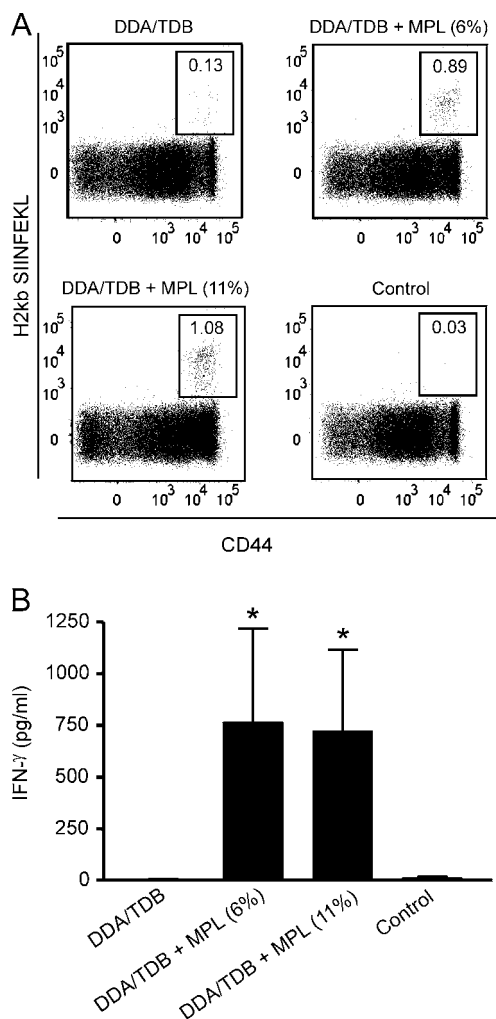 A
DDA/TDB
DDA/TDB + MPL (6%)
10^5
10^4
10^3
0
0.13
0 10^3 10^4 10^5
10^5
10^4
10^3
0
0.89
0 10^3 10^4 10^5
H2kb SIINFEKL
DDA/TDB + MPL (11%)
Control
10^5
10^4
10^3
0
1.08
0 10^3 10^4 10^5
10^5
10^4
10^3
0
0.03
0 10^3 10^4 10^5
CD44
B
IFN-γ (pg/ml)
1250
1000
750
500
250
0
*
*
DDA/TDB
DDA/TDB + MPL (6%)
DDA/TDB + MPL (11%)
Control